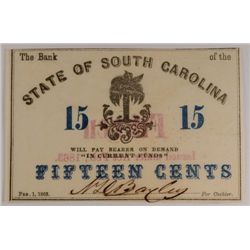 The Bank of the
STATE OF SOUTH CAROLINA
15 15
WILL PAY BEARER ON DEMAND
"IN CURRENT FUNDS"
FIFTEEN CENTS
FEB. 1, 1863. For Cashier.